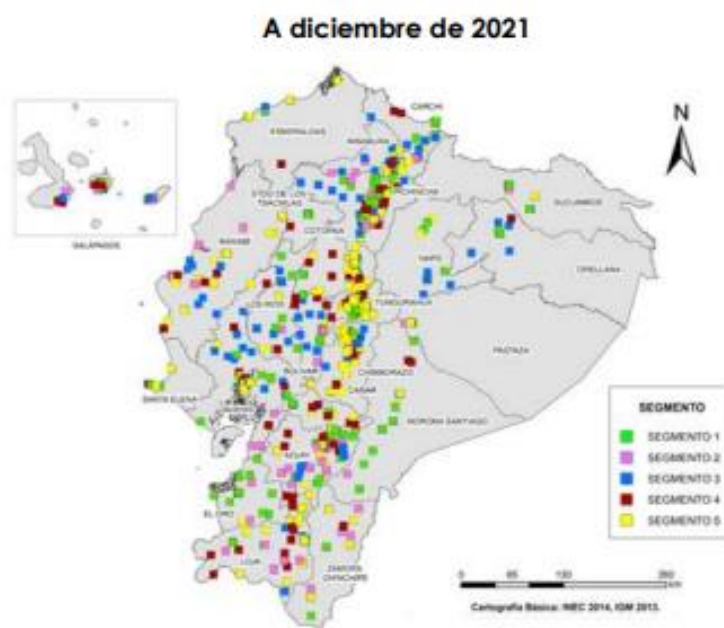 A diciembre de 2021
N
CARCHI
ESMERALDAS
IMBABURA
PICHINCHA
STDO DE LOS
TSACHILAS
SUCUMBIOS
COTOPAXI
GALAPAGOS
MANABI
NAPO
ORELLANA
LOS RIOS
TUNGURAHUA
PASTAZA
BOLIVAR
CHIMBORAZO
SANTA ELENA
CAÑAR
MORONA SANTIAGO
AZUAY
EL ORO
LOJA
ZAMORA
CHINCHIPE
SEGMENTO
SEGMENTO 1
SEGMENTO 2
SEGMENTO 3
SEGMENTO 4
SEGMENTO 5
0
65
130
260
Cartografía Básica: INEC 2014, IGM 2013.